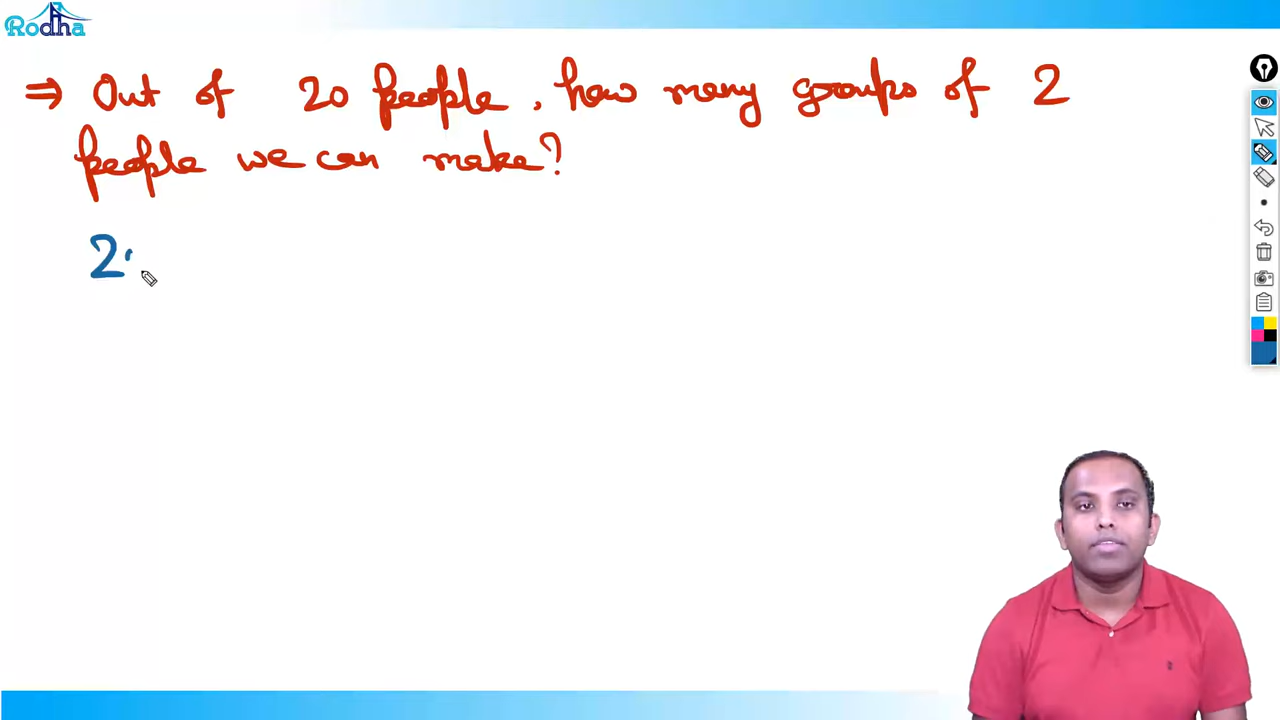 Rodha
⇒ Out of 20 people, how many groups of 2
people we can make?
2